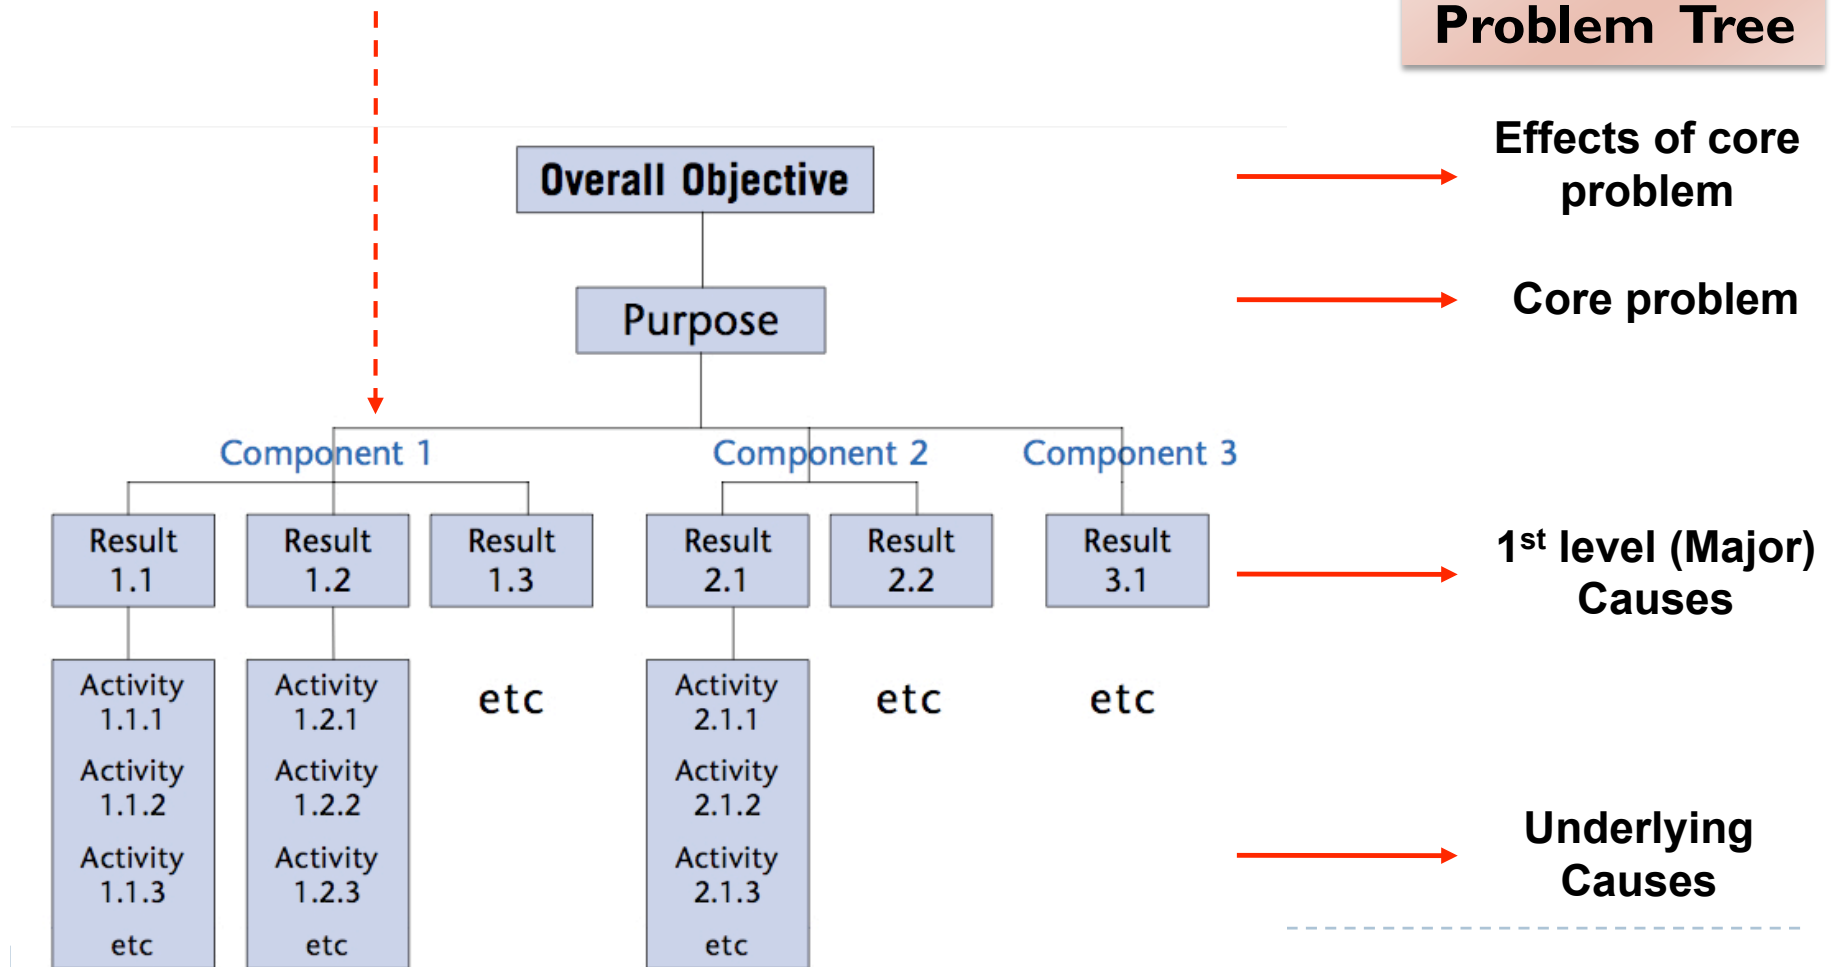 Problem Tree
Overall Objective
Effects of core
problem
Purpose
Core problem
Component 1
Component 2
Component 3
Result
1.1
Result
1.2
Result
1.3
Result
2.1
Result
2.2
Result
3.1
1st level (Major)
Causes
Activity
1.1.1
Activity
1.1.2
Activity
1.1.3
etc
Activity
1.2.1
Activity
1.2.2
Activity
1.2.3
etc
etc
Activity
2.1.1
Activity
2.1.2
Activity
2.1.3
etc
etc
etc
Underlying
Causes